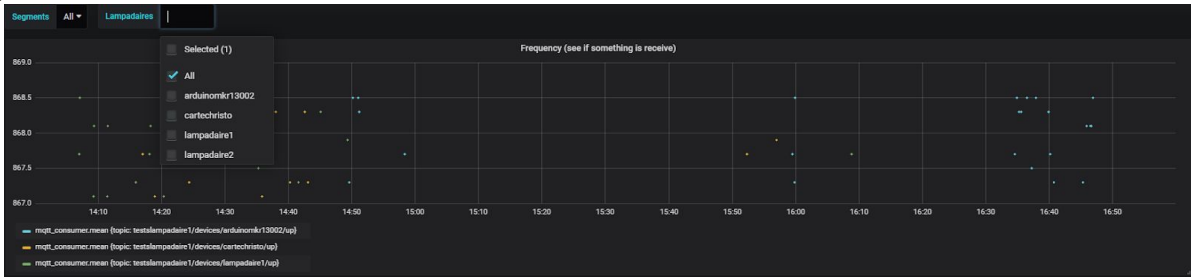 Segments All Lampadaires
Selected (1)
All
arduinomkr13002
cartechristo
lampadaire1
lampadaire2
Frequency (see if something is receive)
869.0
868.5
868.0
867.5
867.0
14:10 14:20 14:30 14:40 14:50 15:00 15:10 15:20 15:30 15:40 15:50 16:00 16:10 16:20 16:30 16:40 16:50
mqtt_consumer.mean {topic: testslampadaire1/devices/arduinomkr13002/up}
mqtt_consumer.mean {topic: testslampadaire1/devices/cartechristo/up}
mqtt_consumer.mean {topic: testslampadaire1/devices/lampadaire1/up}